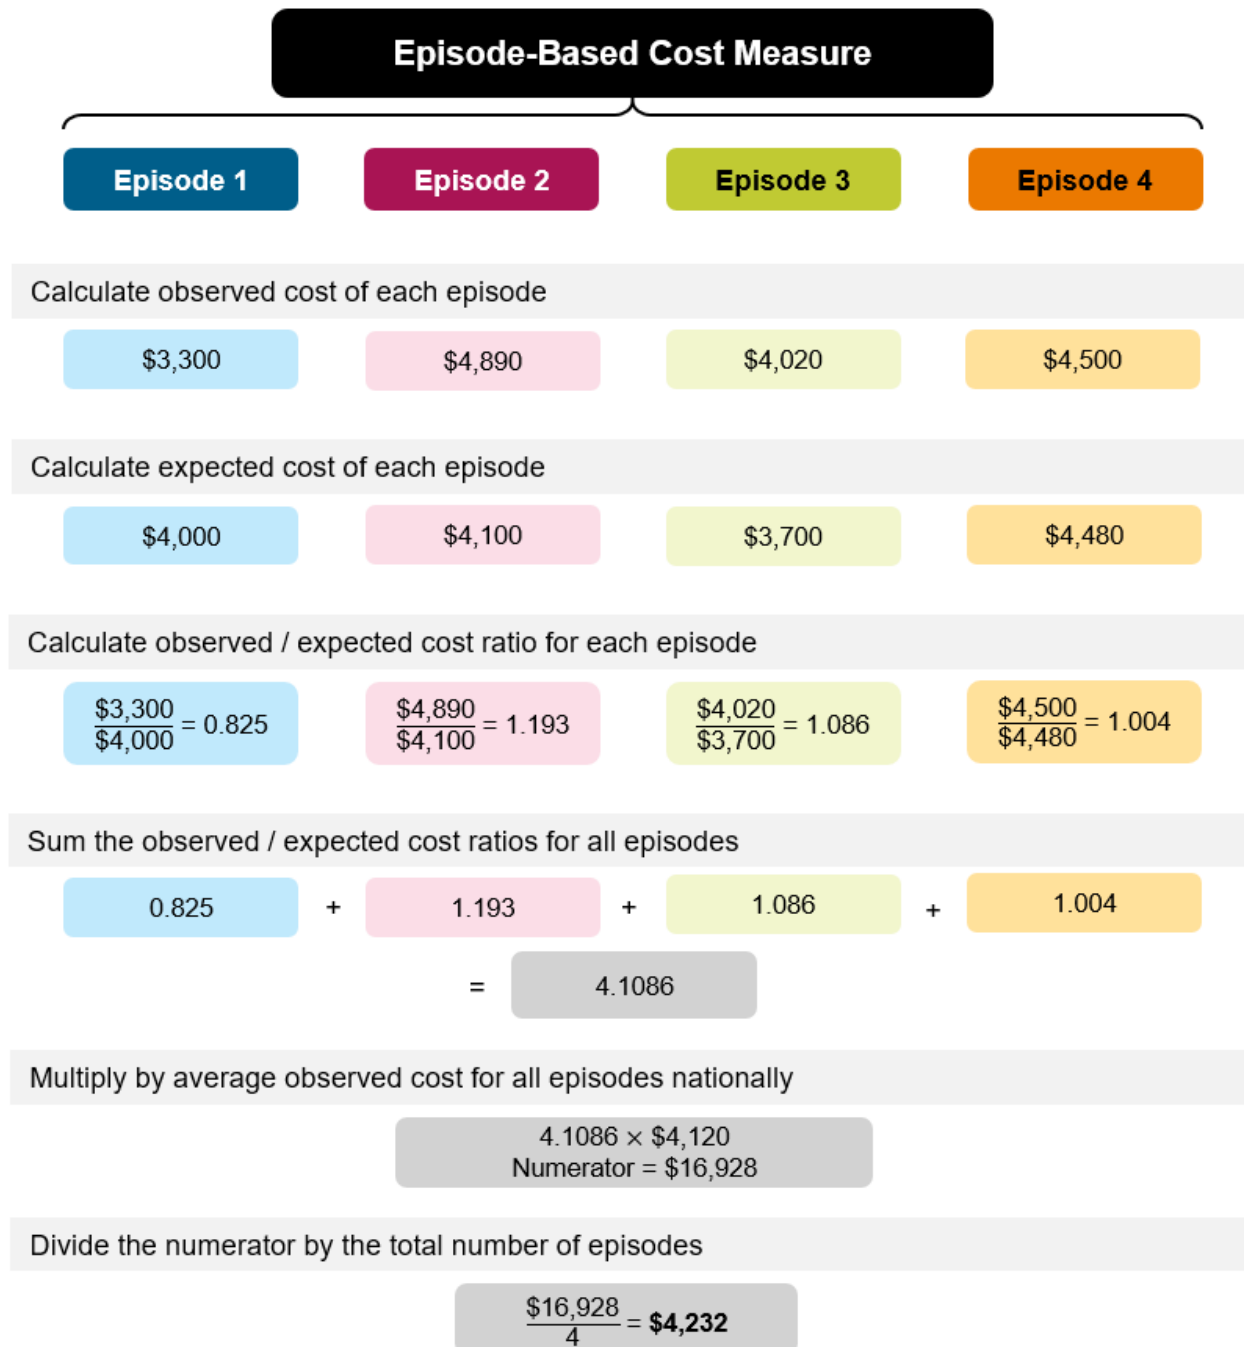 Episode-Based Cost Measure
Episode 1
Episode 2
Episode 3
Episode 4
Calculate observed cost of each episode
$3,300
$4,890
$4,020
$4,500
Calculate expected cost of each episode
$4,000
$4,100
$3,700
$4,480
Calculate observed / expected cost ratio for each episode
$3,300
$4,000
= 0.825
$4,890
$4,100
= 1.193
$4,020
$3,700
= 1.086
$4,500
$4,480
= 1.004
Sum the observed / expected cost ratios for all episodes
0.825 + 1.193 + 1.086 + 1.004
= 4.1086
Multiply by average observed cost for all episodes nationally
4.1086 × $4,120
Numerator = $16,928
Divide the numerator by the total number of episodes
$16,928
4
= $4,232